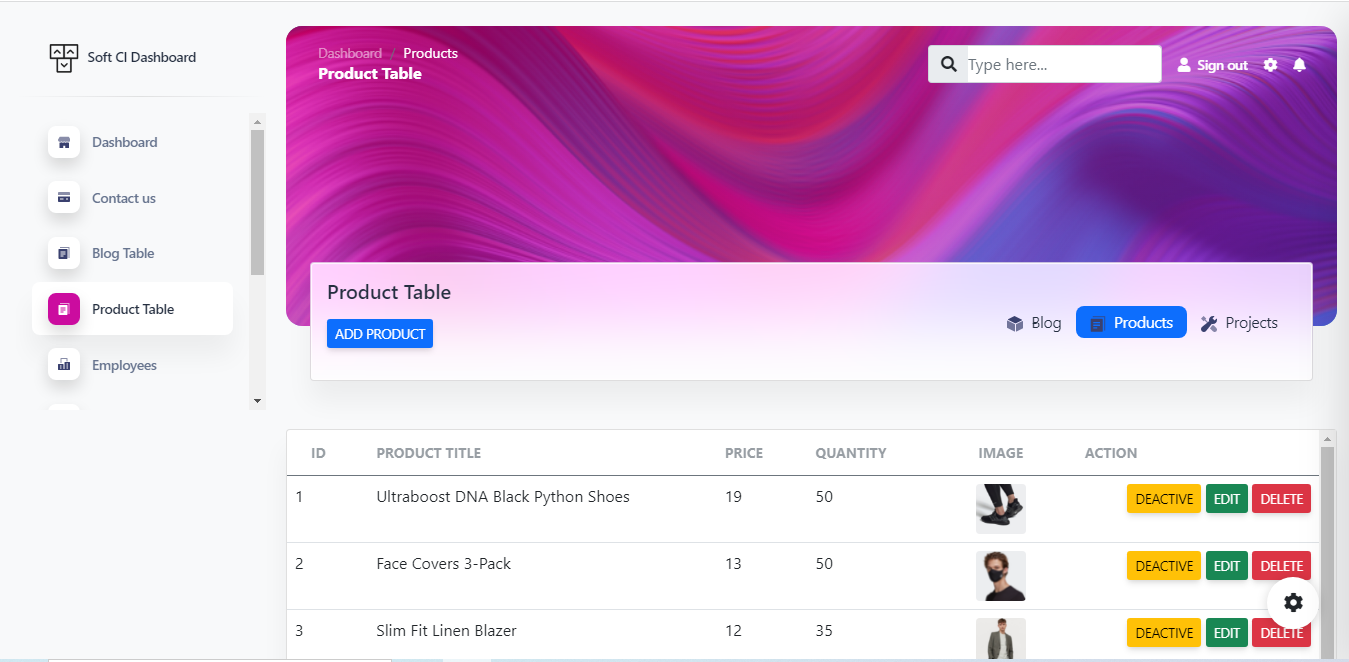 Soft CI Dashboard
Dashboard
Contact us
Blog Table
Product Table
Employees
Dashboard / Products
Product Table
Type here...
Sign out
Product Table
ADD PRODUCT
Blog
Products
Projects
ID PRODUCT TITLE PRICE QUANTITY IMAGE ACTION
1 Ultraboost DNA Black Python Shoes 19 50 DEACTIVE EDIT DELETE
2 Face Covers 3-Pack 13 50 DEACTIVE EDIT DELETE
3 Slim Fit Linen Blazer 12 35 DEACTIVE EDIT DELETE